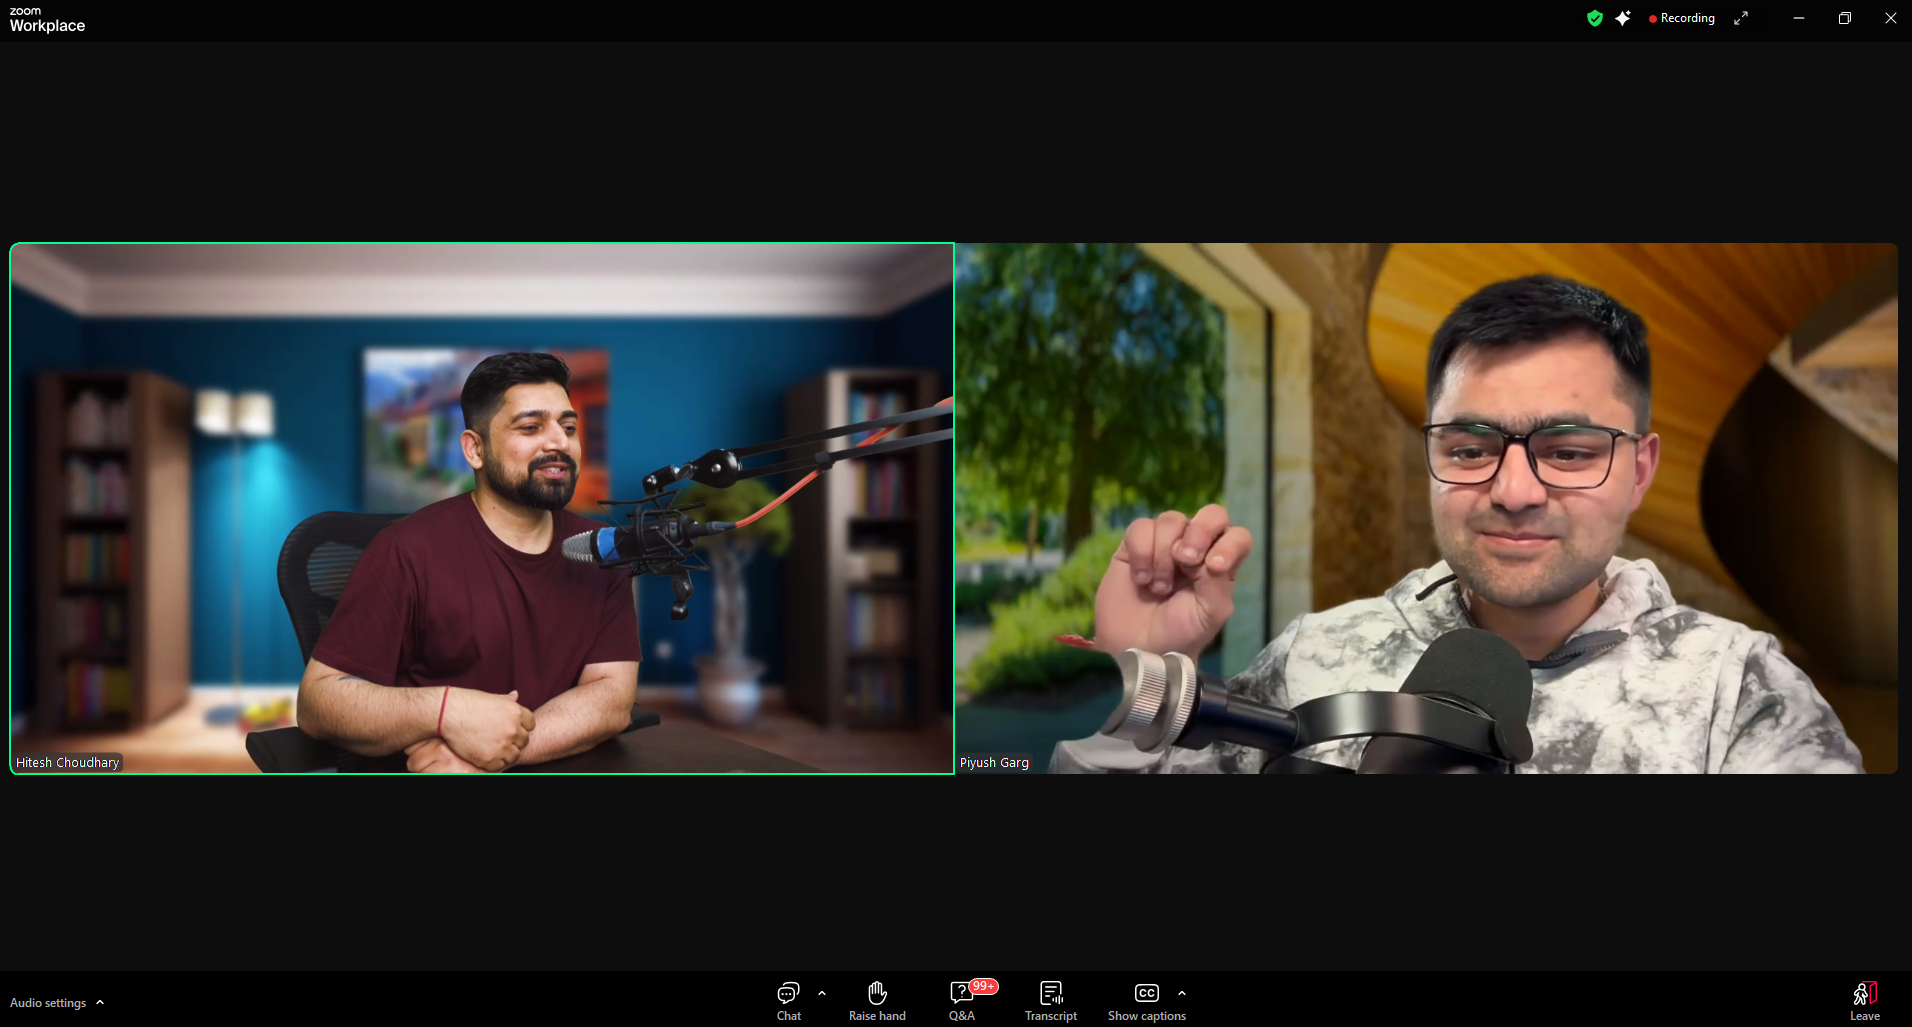 zoom
Workplace
Recording
Hitesh Choudhary
Piyush Garg
Audio settings
Chat
Raise hand
99+
Q&A
Transcript
CC
Show captions
Leave